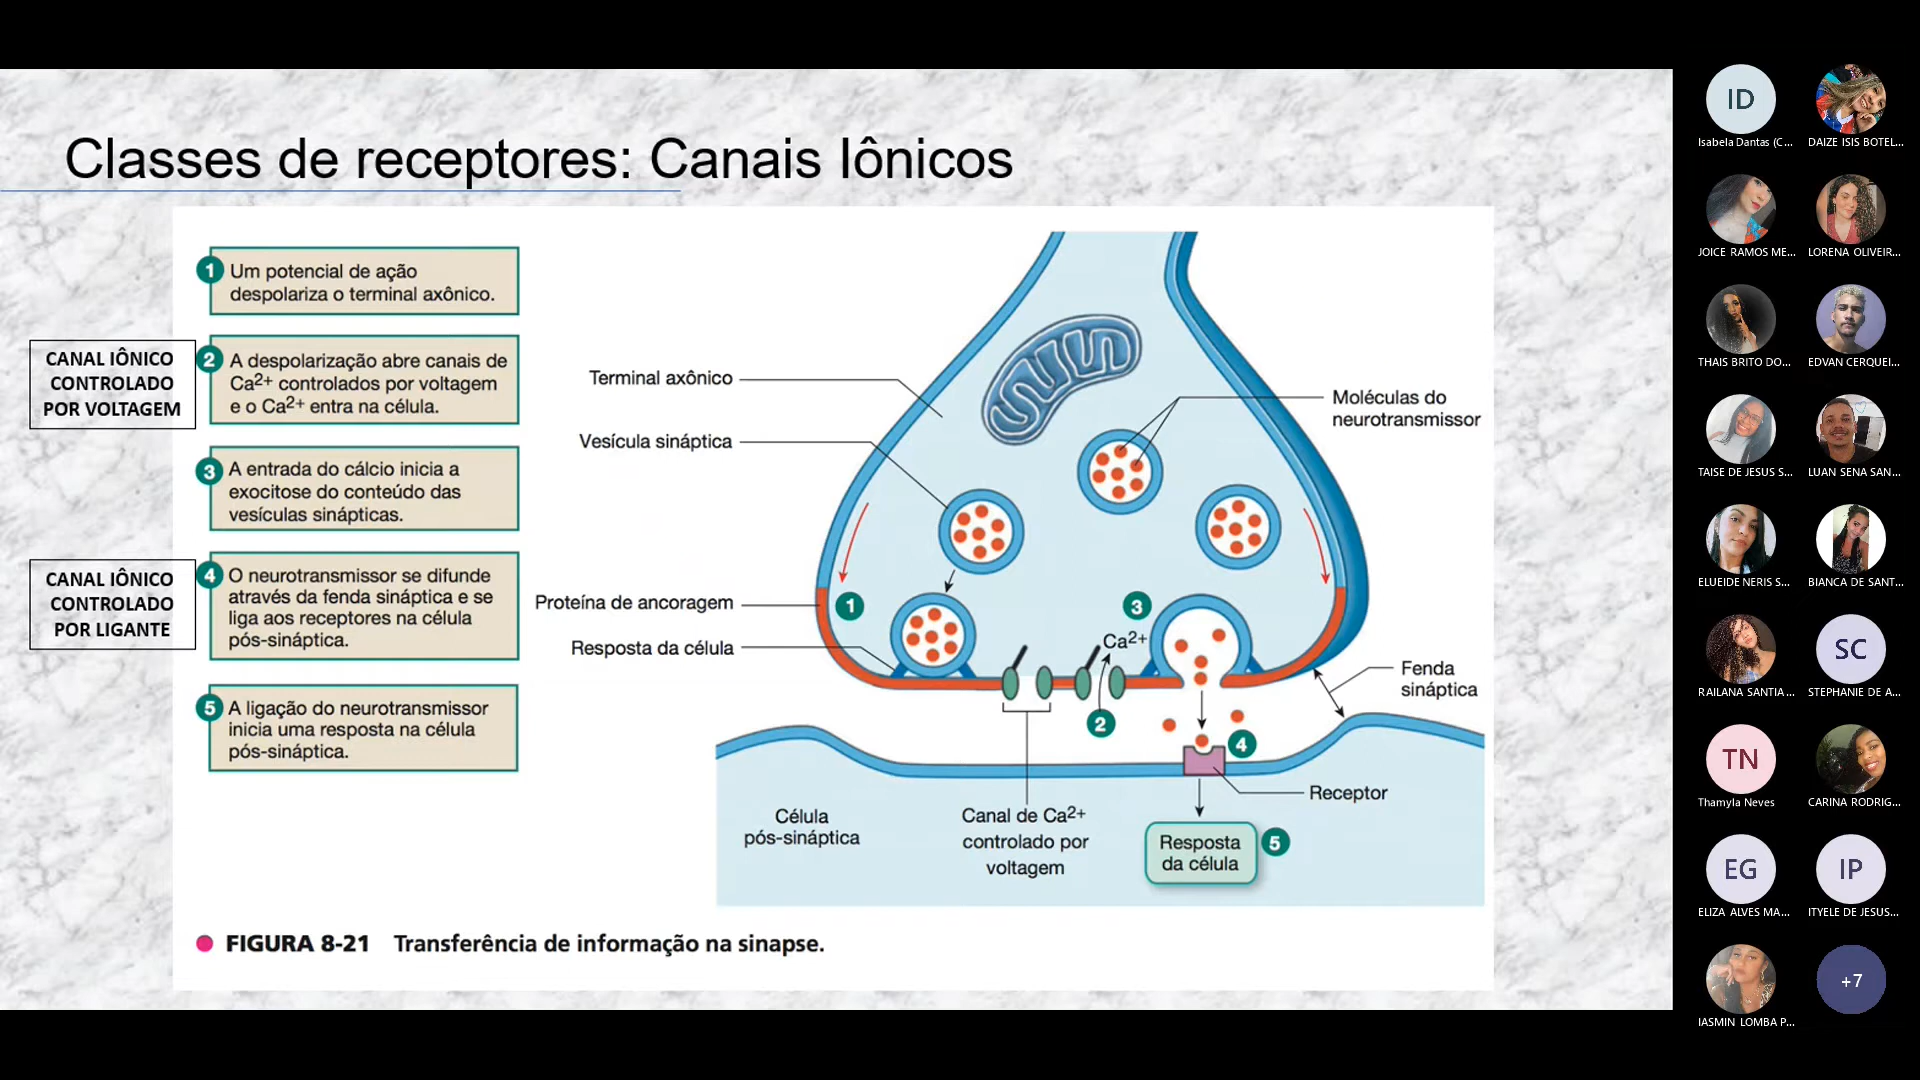 Classes de receptores: Canais Iônicos
1
Um potencial de ação
despolariza o terminal axônico.
CANAL IÔNICO
CONTROLADO
POR VOLTAGEM
2
A despolarização abre canais de
Ca2+ controlados por voltagem
e o Ca2+ entra na célula.
3
A entrada do cálcio inicia a
exocitose do conteúdo das
vesículas sinápticas.
CANAL IÔNICO
CONTROLADO
POR LIGANTE
4
O neurotransmissor se difunde
através da fenda sináptica e se
liga aos receptores na célula
pós-sináptica.
5
A ligação do neurotransmissor
inicia uma resposta na célula
pós-sináptica.
Terminal axônico
Vesícula sináptica
Proteína de ancoragem
Resposta da célula
Moléculas do
neurotransmissor
1
3
Ca2+
2
4
Fenda
sináptica
Receptor
Célula
pós-sináptica
Canal de Ca2+
controlado por
voltagem
Resposta
da célula
5
FIGURA 8-21 Transferência de informação na sinapse.
ID
Isabela Dantas (C...
DAIZE ISIS BOTEL...
JOICE RAMOS ME...
LORENA OLIVEIR...
THAIS BRITO DO...
EDVAN CERQUEI...
TAISE DE JESUS S...
LUAN SENA SAN...
ELUEIDE NERIS S...
BIANCA DE SANT...
RAILANA SANTIA...
SC
STEPHANIE DE A...
TN
Thamyla Neves
CARINA RODRIG...
EG
ELIZA ALVES MA...
IP
ITYELE DE JESUS...
IASMIN LOMBA P...
+7